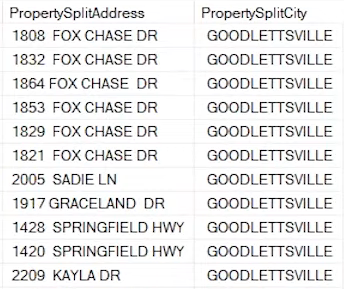 PropertySplitAddress PropertySplitCity
1808  FOX CHASE DR GOODLETTSVILLE
1832  FOX CHASE DR GOODLETTSVILLE
1864 FOX CHASE  DR GOODLETTSVILLE
1853  FOX CHASE DR GOODLETTSVILLE
1829  FOX CHASE DR GOODLETTSVILLE
1821  FOX CHASE DR GOODLETTSVILLE
2005  SADIE LN GOODLETTSVILLE
1917 GRACELAND  DR GOODLETTSVILLE
1428  SPRINGFIELD HWY GOODLETTSVILLE
1420  SPRINGFIELD HWY GOODLETTSVILLE
2209  KAYLA DR GOODLETTSVILLE